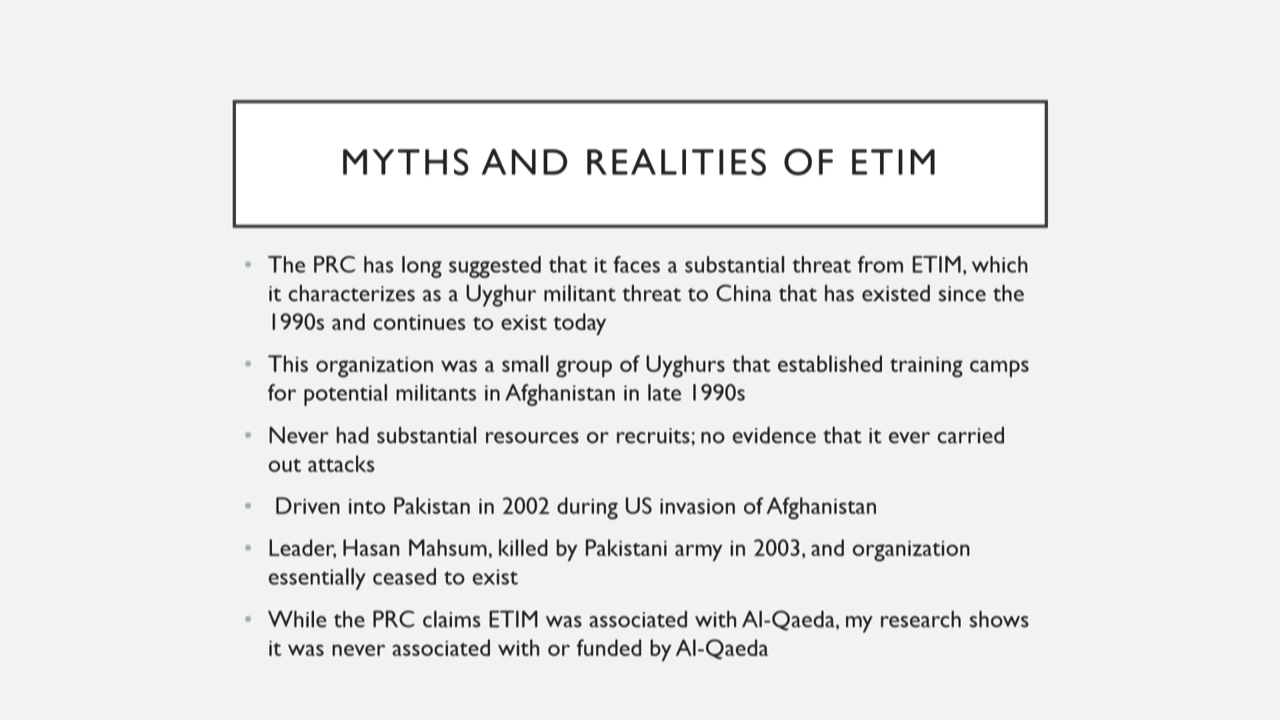 MYTHS AND REALITIES OF ETIM
• The PRC has long suggested that it faces a substantial threat from ETIM, which
it characterizes as a Uyghur militant threat to China that has existed since the
1990s and continues to exist today
• This organization was a small group of Uyghurs that established training camps
for potential militants in Afghanistan in late 1990s
• Never had substantial resources or recruits; no evidence that it ever carried
out attacks
• Driven into Pakistan in 2002 during US invasion of Afghanistan
• Leader, Hasan Mahsum, killed by Pakistani army in 2003, and organization
essentially ceased to exist
• While the PRC claims ETIM was associated with Al-Qaeda, my research shows
it was never associated with or funded by Al-Qaeda